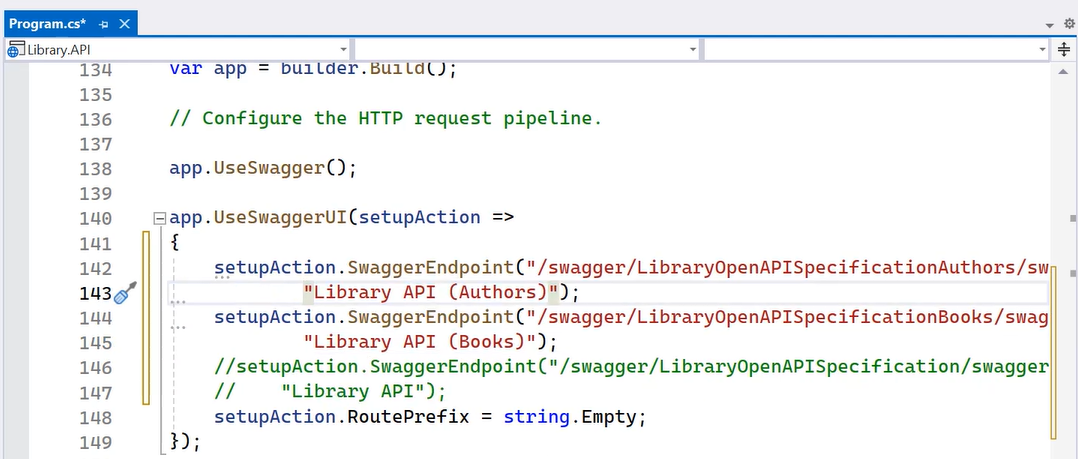 Program.cs*
Library.API
134 var app = builder.Build();
135
136 // Configure the HTTP request pipeline.
137
138 app.UseSwagger();
139
140 app.UseSwaggerUI(setupAction =>
141 {
142 setupAction.SwaggerEndpoint("/swagger/LibraryOpenAPISpecificationAuthors/sw
143 "Library API (Authors)");
144 setupAction.SwaggerEndpoint("/swagger/LibraryOpenAPISpecificationBooks/swag
145 "Library API (Books)");
146 //setupAction.SwaggerEndpoint("/swagger/LibraryOpenAPISpecification/swagger
147 // "Library API");
148 setupAction.RoutePrefix = string.Empty;
149 });